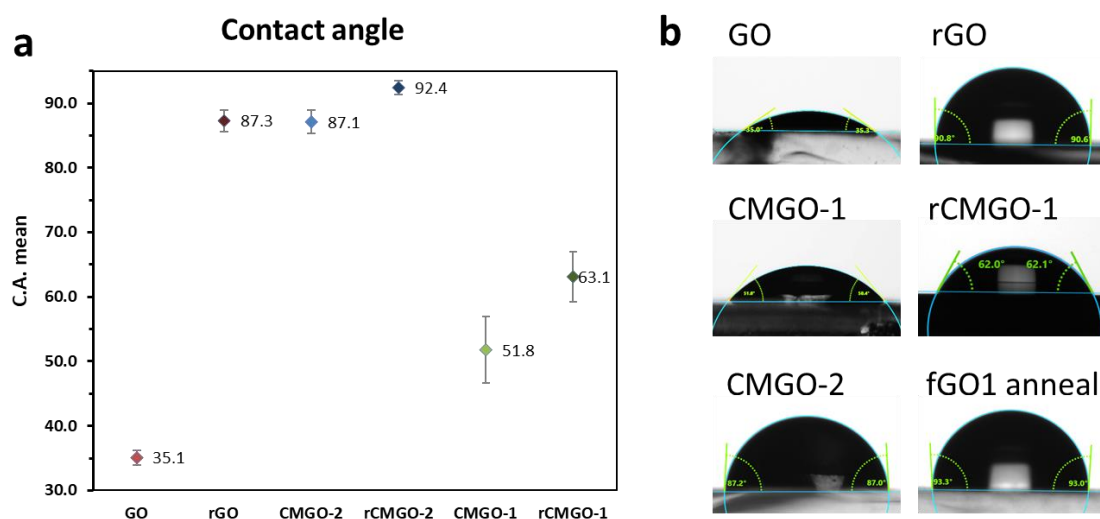 a
Contact angle
C.A. mean
90.0
80.0
70.0
60.0
50.0
40.0
30.0
35.1
87.3
87.1
92.4
51.8
63.1
GO rGO CMGO-2 rCMGO-2 CMGO-1 rCMGO-1
b
GO rGO
35.0° 35.3°
90.8° 90.6°
CMGO-1 rCMGO-1
62.0° 62.1°
CMGO-2 fGO1 anneal
87.2° 87.0°
93.3° 93.0°